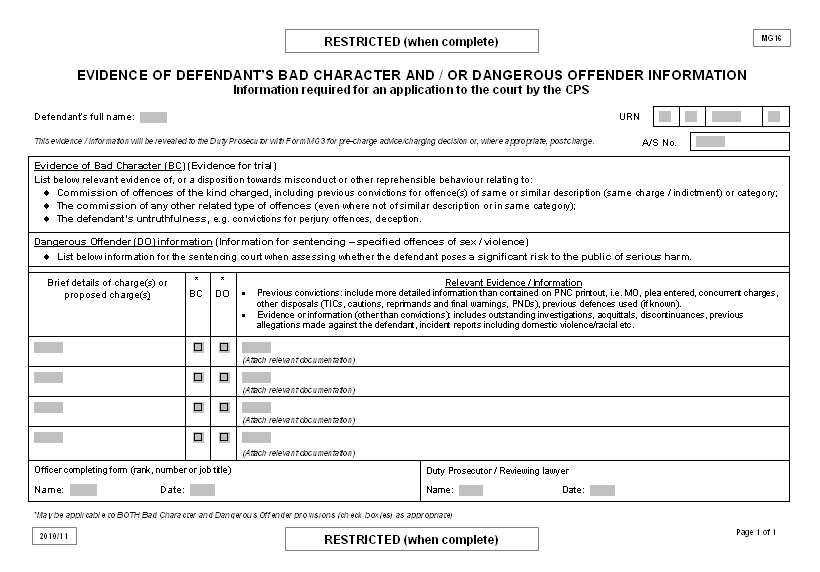 RESTRICTED (when complete)
MG16
EVIDENCE OF DEFENDANT'S BAD CHARACTER AND / OR DANGEROUS OFFENDER INFORMATION
Information required for an application to the court by the CPS
Defendant's full name:
URN
This evidence / information will be revealed to the Duty Prosecutor with Form MG3 for pre-charge advice/charging decision or, where appropriate, postcharge.
A/S No.
Evidence of Bad Character (BC) (Evidence for trial)
List below relevant evidence of, or a disposition towards misconduct or other reprehensible behaviour relating to:
◆ Commission of offences of the kind charged, including previous convictions for offence(s) of same or similar description (same charge / indictment) or category;
◆ The commission of any other related type of offences (even where not of similar description or in same category);
◆ The defendant's untruthfulness, e.g. convictions for perjury offences, deception.
Dangerous Offender (DO) information (Information for sentencing – specified offences of sex / violence)
◆ List below information for the sentencing court when assessing whether the defendant poses a significant risk to the public of serious harm.
Brief details of charge(s) or
proposed charge(s)
*
BC
*
DO
Relevant Evidence / Information
• Previous convictions: include more detailed information than contained on PNC printout, i.e. MO, plea entered, concurrent charges,
other disposals (TICs, cautions, reprimands and final warnings, PNDs), previous defences used (if known).
• Evidence or information (other than convictions): includes outstanding investigations, acquittals, discontinuances, previous
allegations made against the defendant, incident reports including domestic violence/racial etc.
(Attach relevant documentation)
(Attach relevant documentation)
(Attach relevant documentation)
(Attach relevant documentation)
Officer completing form (rank, number or job title)
Name: Date:
Duty Prosecutor / Reviewing lawyer
Name: Date:
*May be applicable to BOTH Bad Character and Dangerous Offender provisions (check box(es) as appropriate)
2010/11
RESTRICTED (when complete)
Page 1 of 1